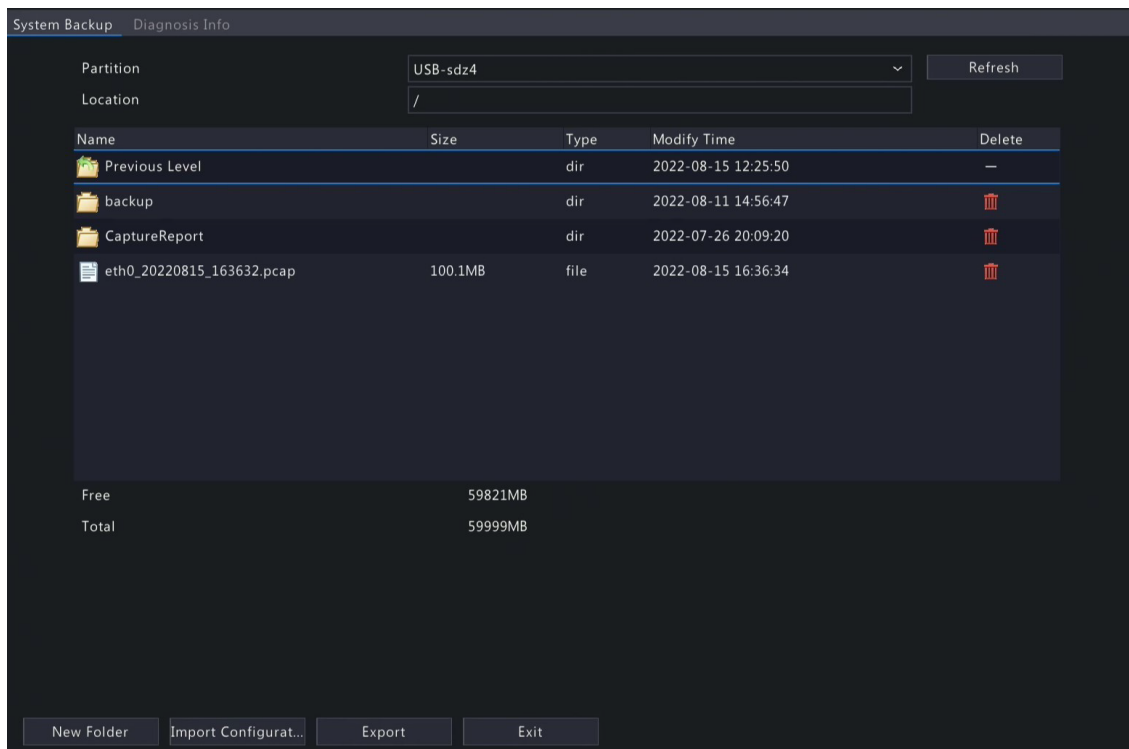 System Backup Diagnosis Info
Partition USB-sdz4 Refresh
Location /
Name Size Type Modify Time Delete
Previous Level dir 2022-08-15 12:25:50 —
backup dir 2022-08-11 14:56:47
CaptureReport dir 2022-07-26 20:09:20
eth0_20220815_163632.pcap 100.1MB file 2022-08-15 16:36:34
Free 59821MB
Total 59999MB
New Folder Import Configurat... Export Exit